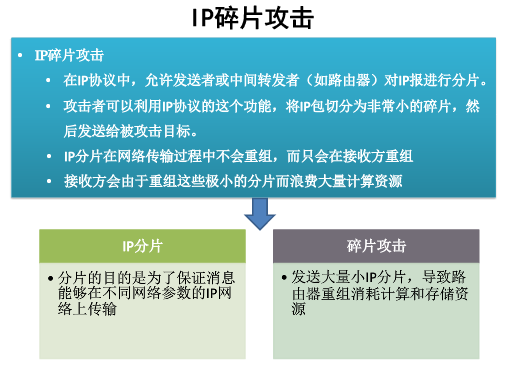 IP碎片攻击
• IP碎片攻击
• 在IP协议中，允许发送者或中间转发者（如路由器）对IP报进行分片。
• 攻击者可以利用IP协议的这个功能，将IP包切分为非常小的碎片，然
后发送给被攻击目标。
• IP分片在网络传输过程中不会重组，而只会在接收方重组
• 接收方会由于重组这些极小的分片而浪费大量计算资源
IP分片
• 分片的目的是为了保证消息
能够在不同网络参数的IP网
络上传输
碎片攻击
• 发送大量小IP分片，导致路
由器重组消耗计算和存储资
源